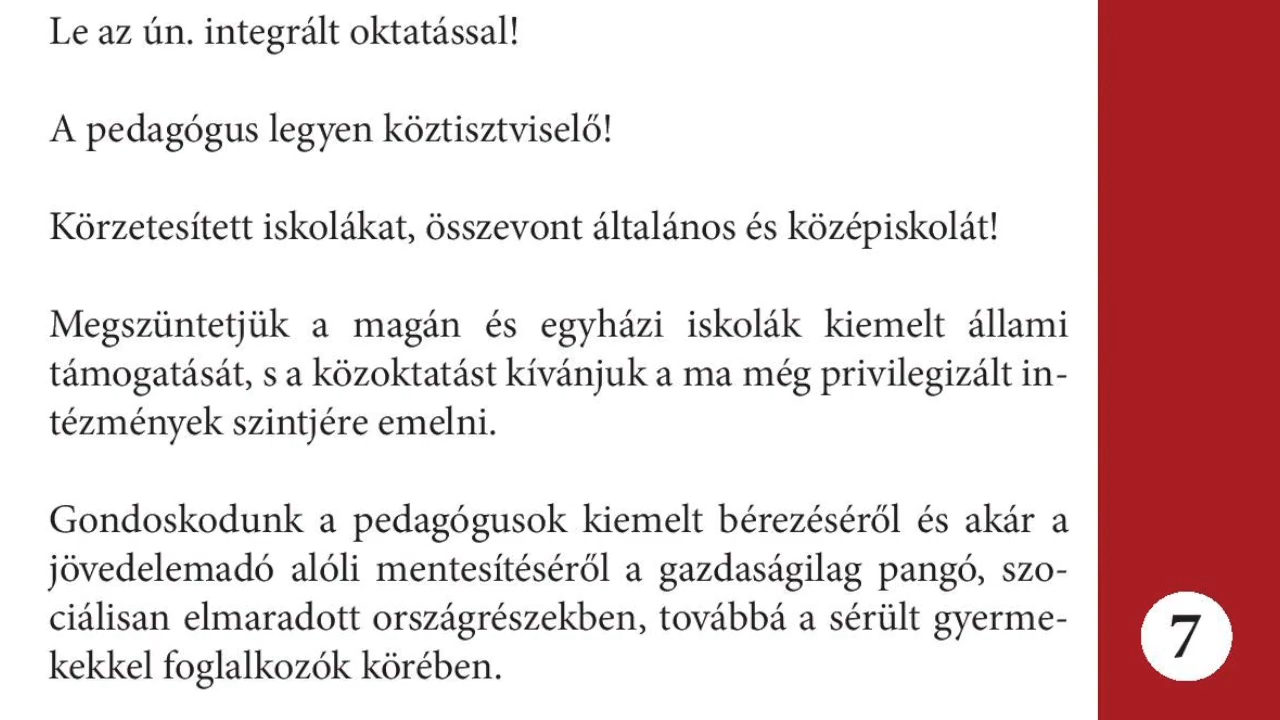 Le az ún. integrált oktatással!
A pedagógus legyen köztisztviselő!
Körzetesített iskolákat, összevont általános és középiskolát!
Megszüntetjük a magán és egyházi iskolák kiemelt állami
támogatását, s a közoktatást kívánjuk a ma még privilegizált in-
tézmények szintjére emelni.
Gondoskodunk a pedagógusok kiemelt bérezéséről és akár a
jövedelemadó alóli mentesítéséről a gazdaságilag pangó, szo-
ciálisan elmaradott országrészekben, továbbá a sérült gyerme-
kekkel foglalkozók körében.
7